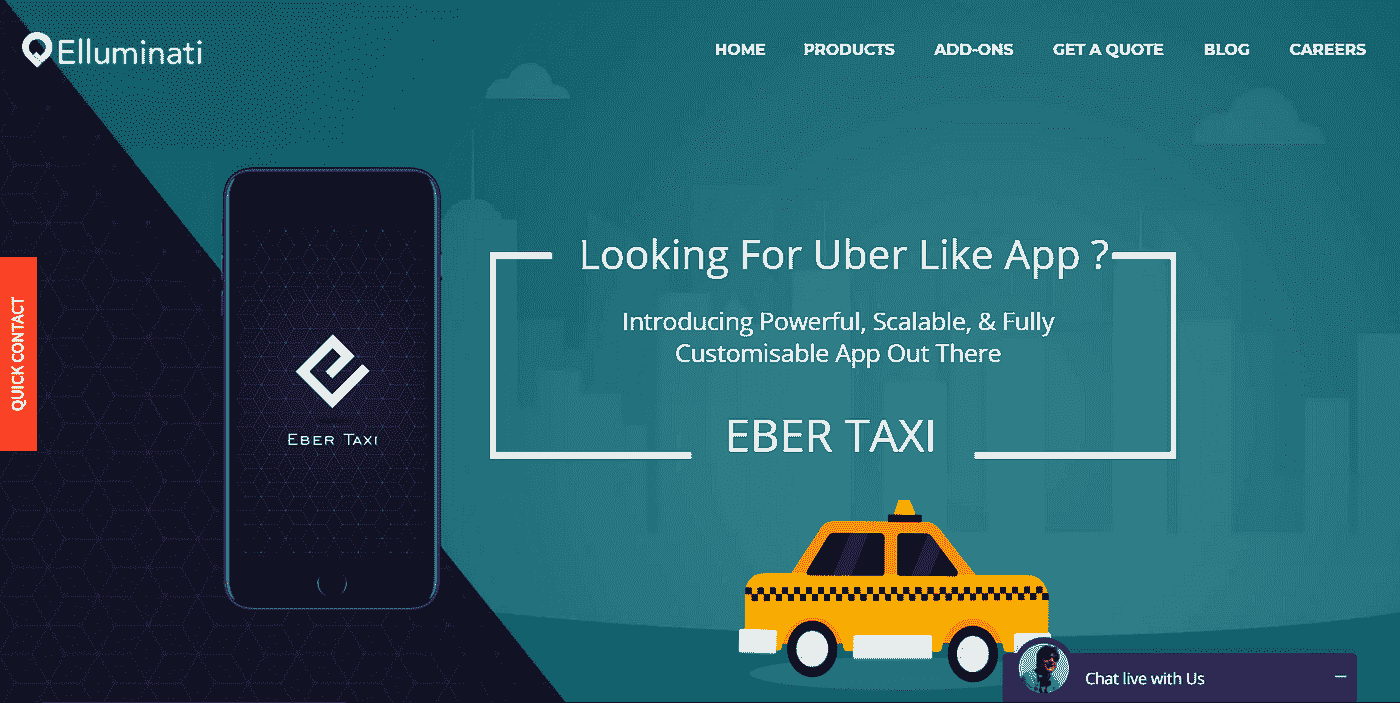 Elluminati
HOME PRODUCTS ADD-ONS GET A QUOTE BLOG CAREERS
QUICK CONTACT
EBER TAXI
Looking For Uber Like App ?
Introducing Powerful, Scalable, & Fully
Customisable App Out There
EBER TAXI
Chat live with Us